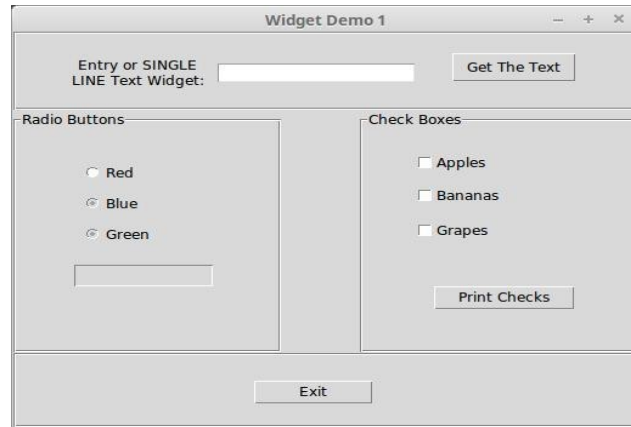 Widget Demo 1
Entry or SINGLE
LINE Text Widget:
Get The Text
Radio Buttons
Red
Blue
Green
Check Boxes
Apples
Bananas
Grapes
Print Checks
Exit